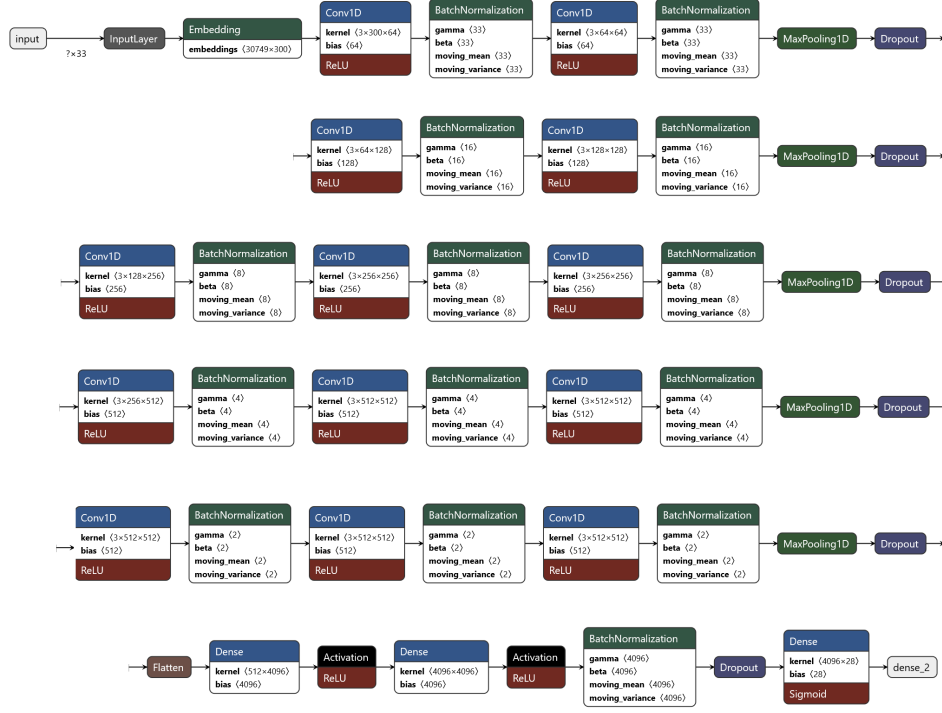 input
?×33
InputLayer
Embedding
embeddings ⟨30749×300⟩
Conv1D
kernel ⟨3×300×64⟩
bias ⟨64⟩
ReLU
BatchNormalization
gamma ⟨33⟩
beta ⟨33⟩
moving_mean ⟨33⟩
moving_variance ⟨33⟩
Conv1D
kernel ⟨3×64×64⟩
bias ⟨64⟩
ReLU
BatchNormalization
gamma ⟨33⟩
beta ⟨33⟩
moving_mean ⟨33⟩
moving_variance ⟨33⟩
MaxPooling1D
Dropout
Conv1D
kernel ⟨3×64×128⟩
bias ⟨128⟩
ReLU
BatchNormalization
gamma ⟨16⟩
beta ⟨16⟩
moving_mean ⟨16⟩
moving_variance ⟨16⟩
Conv1D
kernel ⟨3×128×128⟩
bias ⟨128⟩
ReLU
BatchNormalization
gamma ⟨16⟩
beta ⟨16⟩
moving_mean ⟨16⟩
moving_variance ⟨16⟩
MaxPooling1D
Dropout
Conv1D
kernel ⟨3×128×256⟩
bias ⟨256⟩
ReLU
BatchNormalization
gamma ⟨8⟩
beta ⟨8⟩
moving_mean ⟨8⟩
moving_variance ⟨8⟩
Conv1D
kernel ⟨3×256×256⟩
bias ⟨256⟩
ReLU
BatchNormalization
gamma ⟨8⟩
beta ⟨8⟩
moving_mean ⟨8⟩
moving_variance ⟨8⟩
Conv1D
kernel ⟨3×256×256⟩
bias ⟨256⟩
ReLU
BatchNormalization
gamma ⟨8⟩
beta ⟨8⟩
moving_mean ⟨8⟩
moving_variance ⟨8⟩
MaxPooling1D
Dropout
Conv1D
kernel ⟨3×256×512⟩
bias ⟨512⟩
ReLU
BatchNormalization
gamma ⟨4⟩
beta ⟨4⟩
moving_mean ⟨4⟩
moving_variance ⟨4⟩
Conv1D
kernel ⟨3×512×512⟩
bias ⟨512⟩
ReLU
BatchNormalization
gamma ⟨4⟩
beta ⟨4⟩
moving_mean ⟨4⟩
moving_variance ⟨4⟩
Conv1D
kernel ⟨3×512×512⟩
bias ⟨512⟩
ReLU
BatchNormalization
gamma ⟨4⟩
beta ⟨4⟩
moving_mean ⟨4⟩
moving_variance ⟨4⟩
MaxPooling1D
Dropout
Conv1D
kernel ⟨3×512×512⟩
bias ⟨512⟩
ReLU
BatchNormalization
gamma ⟨2⟩
beta ⟨2⟩
moving_mean ⟨2⟩
moving_variance ⟨2⟩
Conv1D
kernel ⟨3×512×512⟩
bias ⟨512⟩
ReLU
BatchNormalization
gamma ⟨2⟩
beta ⟨2⟩
moving_mean ⟨2⟩
moving_variance ⟨2⟩
Conv1D
kernel ⟨3×512×512⟩
bias ⟨512⟩
ReLU
BatchNormalization
gamma ⟨2⟩
beta ⟨2⟩
moving_mean ⟨2⟩
moving_variance ⟨2⟩
MaxPooling1D
Dropout
Flatten
Dense
kernel ⟨512×4096⟩
bias ⟨4096⟩
Activation
ReLU
Dense
kernel ⟨4096×4096⟩
bias ⟨4096⟩
Activation
ReLU
BatchNormalization
gamma ⟨4096⟩
beta ⟨4096⟩
moving_mean ⟨4096⟩
moving_variance ⟨4096⟩
Dropout
Dense
kernel ⟨4096×28⟩
bias ⟨28⟩
Sigmoid
dense_2